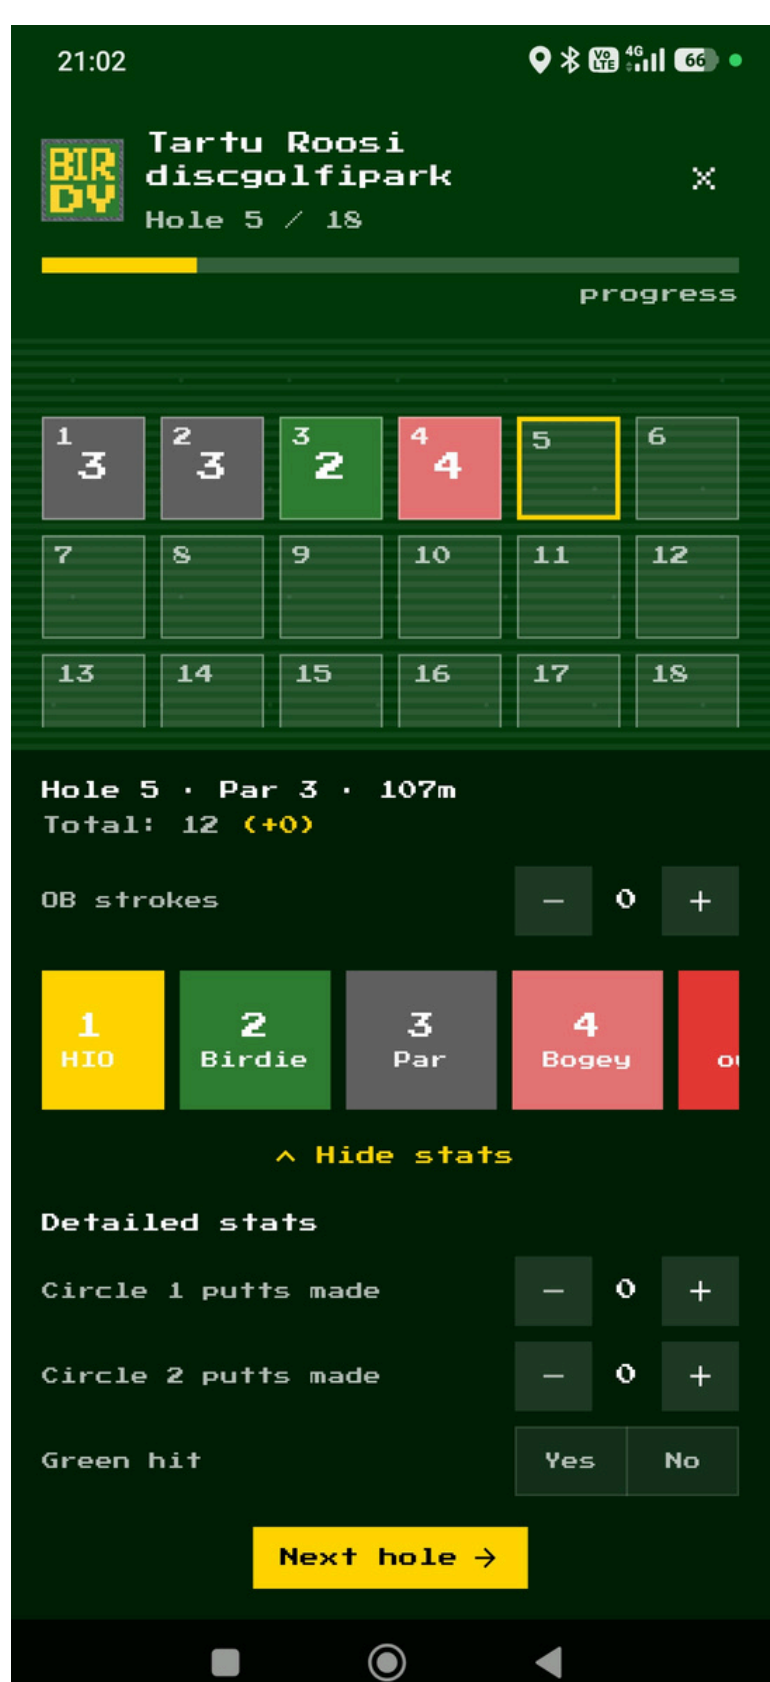 21:02
Vo LTE 4G 66
BIR
DY
Tartu Roosi
discgolfipark
×
Hole 5 / 18
progress
1 2 3 4 5 6
3 3 2 4
7 8 9 10 11 12
13 14 15 16 17 18
Hole 5 · Par 3 · 107m
Total: 12 (+0)
OB strokes − 0 +
1 2 3 4
HIO Birdie Par Bogey
^ Hide stats
Detailed stats
Circle 1 putts made − 0 +
Circle 2 putts made − 0 +
Green hit Yes No
Next hole →